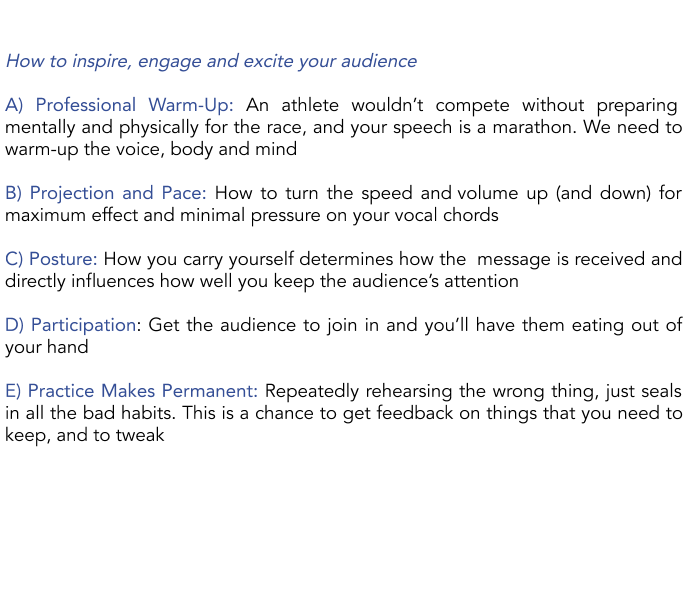 How to inspire, engage and excite your audience
A) Professional Warm-Up: An athlete wouldn’t compete without preparing
mentally and physically for the race, and your speech is a marathon. We need to
warm-up the voice, body and mind
B) Projection and Pace: How to turn the speed and volume up (and down) for
maximum effect and minimal pressure on your vocal chords
C) Posture: How you carry yourself determines how the message is received and
directly influences how well you keep the audience’s attention
D) Participation: Get the audience to join in and you’ll have them eating out of
your hand
E) Practice Makes Permanent: Repeatedly rehearsing the wrong thing, just seals
in all the bad habits. This is a chance to get feedback on things that you need to
keep, and to tweak